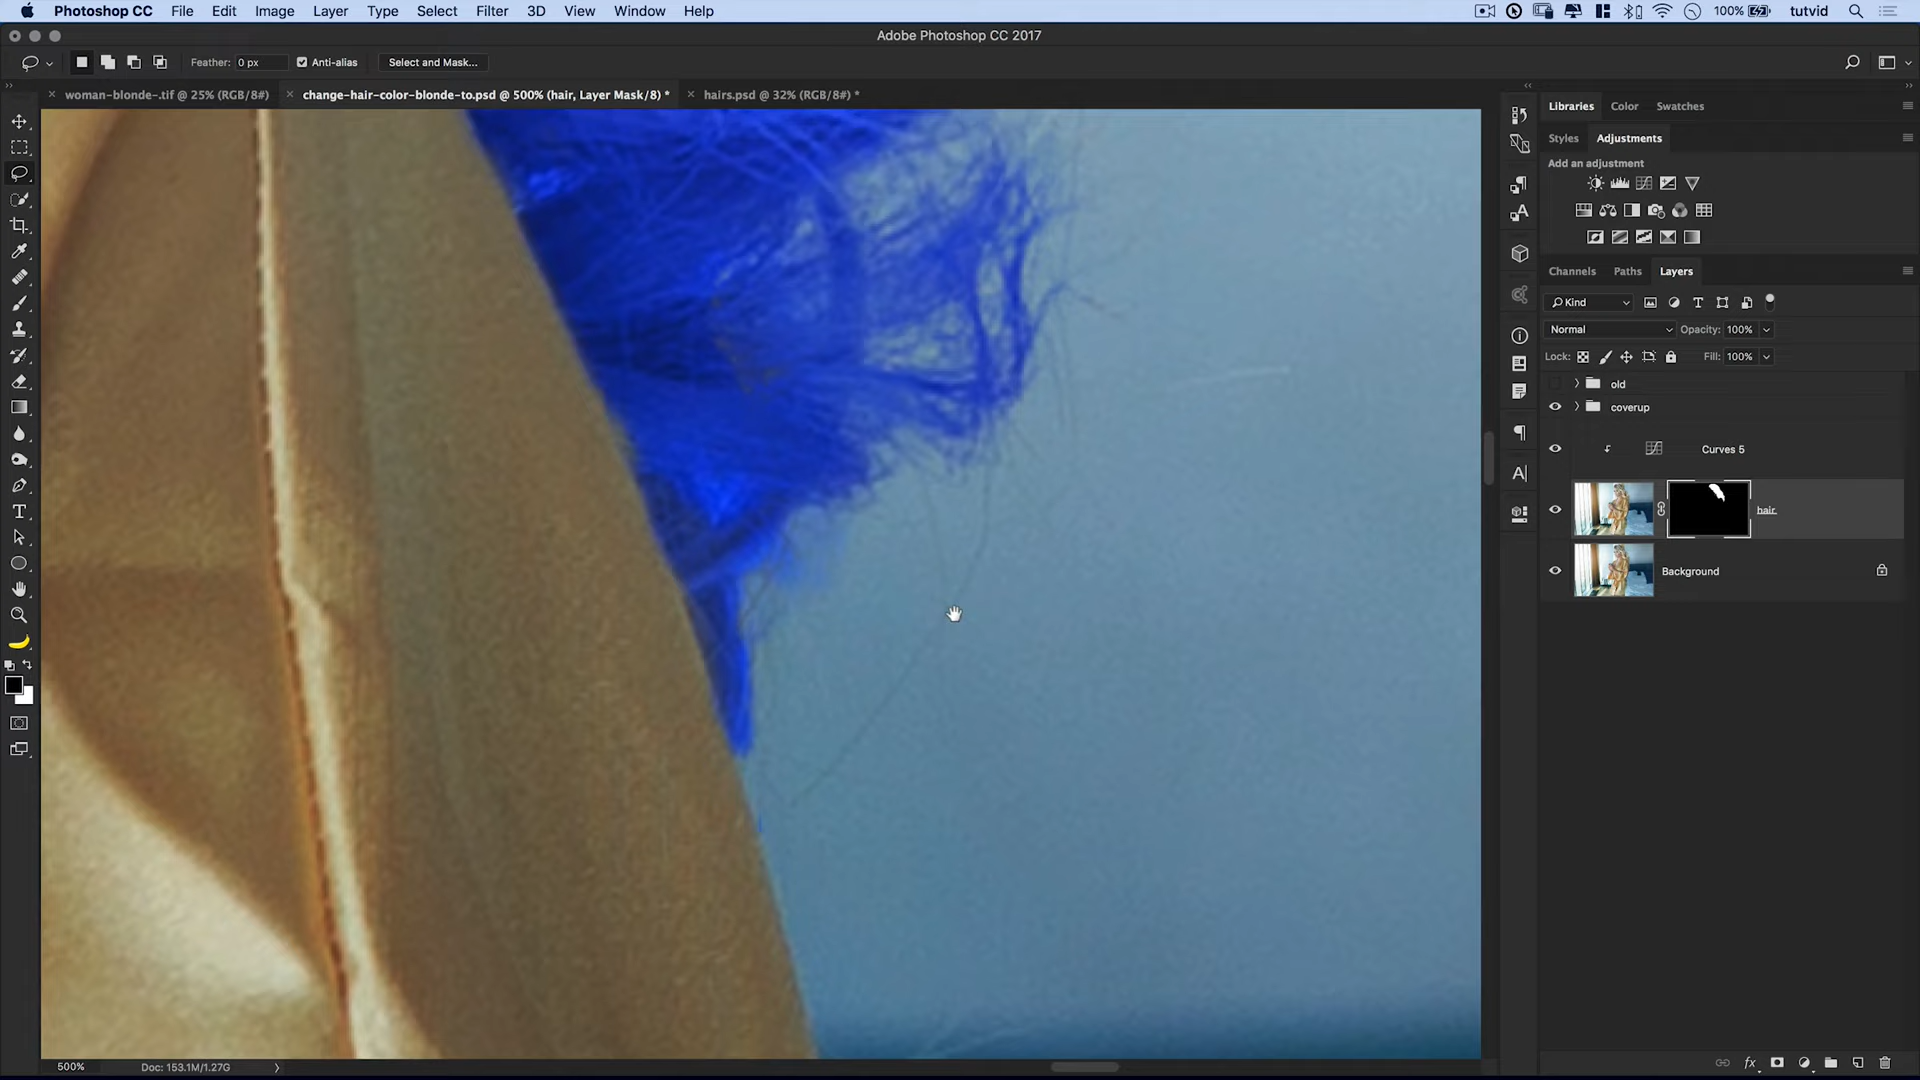 Photoshop CC File Edit Image Layer Type Select Filter 3D View Window Help 100% tutvid
Adobe Photoshop CC 2017
Feather: 0 px Anti-alias Select and Mask...
woman-blonde-.tif @ 25% (RGB/8#) change-hair-color-blonde-to.psd @ 500% (hair, Layer Mask/8) * hairs.psd @ 32% (RGB/8#) *
Libraries Color Swatches
Styles Adjustments
Add an adjustment
Channels Paths Layers
Kind
Normal Opacity: 100%
Lock: Fill: 100%
old
coverup
Curves 5
hair
Background
500% Doc: 153.1M/1.27G